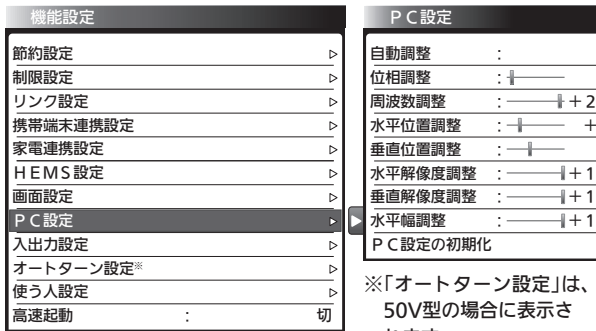 機能設定
節約設定 ▷
制限設定 ▷
リンク設定 ▷
携帯端末連携設定 ▷
家電連携設定 ▷
ＨＥＭＳ設定 ▷
画面設定 ▷
ＰＣ設定 ▷
入出力設定 ▷
オートターン設定※ ▷
使う人設定 ▷
高速起動 : 切
ＰＣ設定
自動調整 :
位相調整 :
周波数調整 : ＋2
水平位置調整 : ＋
垂直位置調整 :
水平解像度調整 : ＋1
垂直解像度調整 : ＋1
水平幅調整 : ＋1
ＰＣ設定の初期化
※「オートターン設定」は、
50V型の場合に表示さ